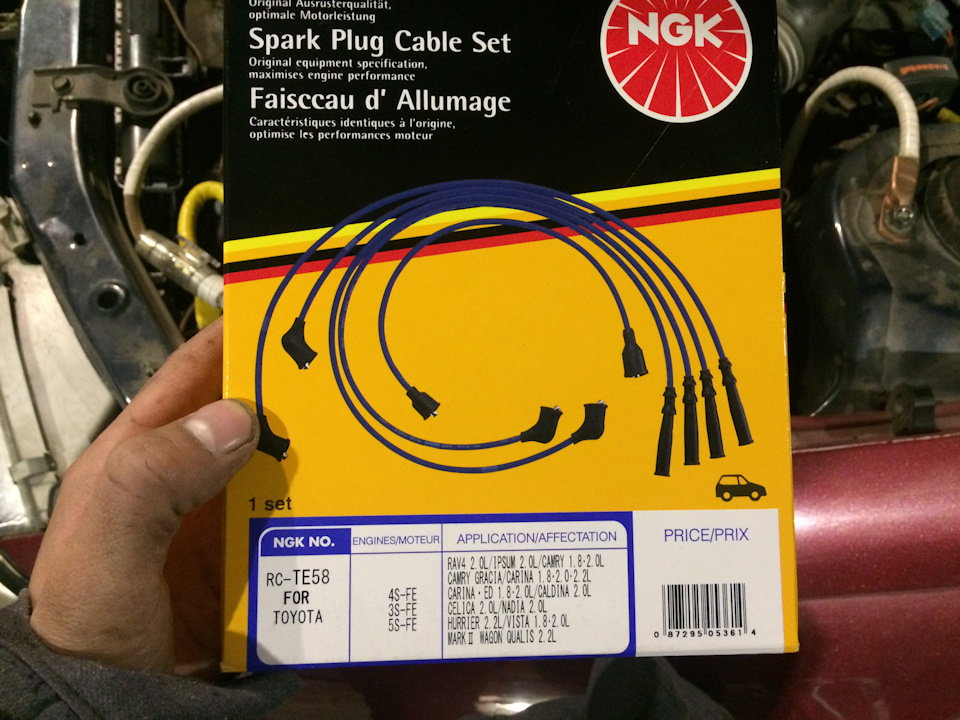 Original Ausrüsterqualität,
optimale Motorleistung
Spark Plug Cable Set
Original equipment specification,
maximises engine performance
Faisccau d' Allumage
Caractéristiques identiques à l'origine,
optimise les performances moteur
NGK
1 set
NGK NO.
ENGINES/MOTEUR
APPLICATION/AFFECTATION
PRICE/PRIX
RC-TE58
FOR
TOYOTA
4S-FE
3S-FE
5S-FE
RAV4 2.0L/IPSUM 2.0L/CAMRY 1.8・2.0L
CAMRY GRACIA/CARINA 1.8・2.0・2.2L
CARINA・ED 1.8・2.0L/CALDINA 2.0L
CELICA 2.0L/NADIA 2.0L
HURRIER 2.2L/VISTA 1.8・2.0L
MARKⅡ WAGON QUALIS 2.2L
0 87295 05361 4